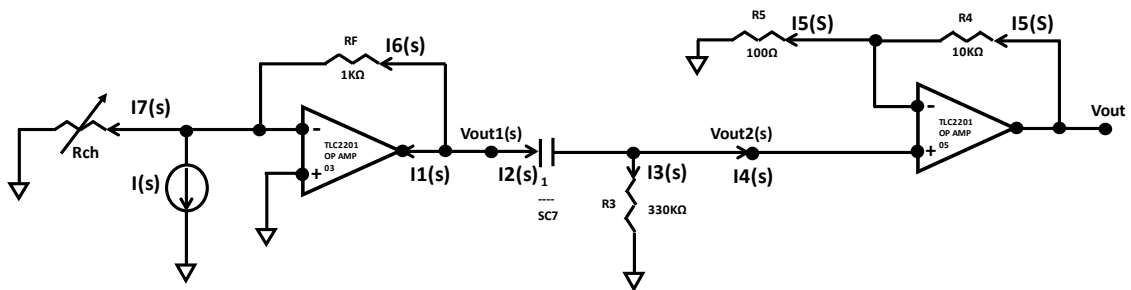 R5
I5(S)
R4
I5(S)
100Ω
10KΩ
RF
I6(s)
1KΩ
I7(s)
Rch
I(s)
-
+
TLC2201
OP AMP
03
I1(s)
Vout1(s)
I2(s)
1
----
SC7
I3(s)
R3
330KΩ
Vout2(s)
I4(s)
-
+
TLC2201
OP AMP
05
Vout